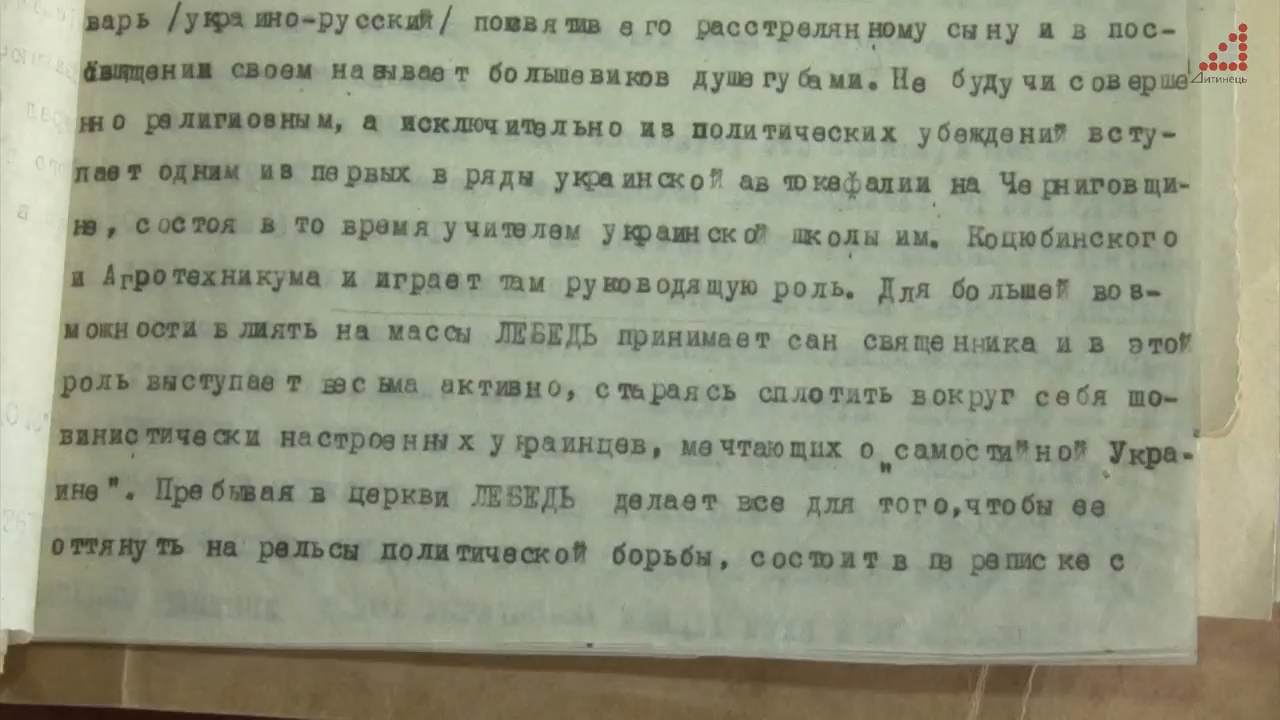 варь /украино-русский/ посвятив его расстрелянному сыну и в пос-
вящении своем называет большевиков душегубами. Не будучи соверше
нно религиозным, а исключительно из политических убеждений всту-
пает одним из первых в ряды украинской автокефалии на Черниговщи-
не, состоя в то время учителем украинской школы им. Коцюбинского
и Агротехникума и играет там руководящую роль. Для большей воз-
можности влиять на массы ЛЕБЕДЬ принимает сан священника и в этой
роль выступает весьма активно, стараясь сплотить вокруг себя шо-
винистически настроенных украинцев, мечтающих о „самостийной Укра-
ине". Пребывая в церкви ЛЕБЕДЬ делает все для того, чтобы ее
оттянуть на рельсы политической борьбы, состоит в переписке с
Дитинець